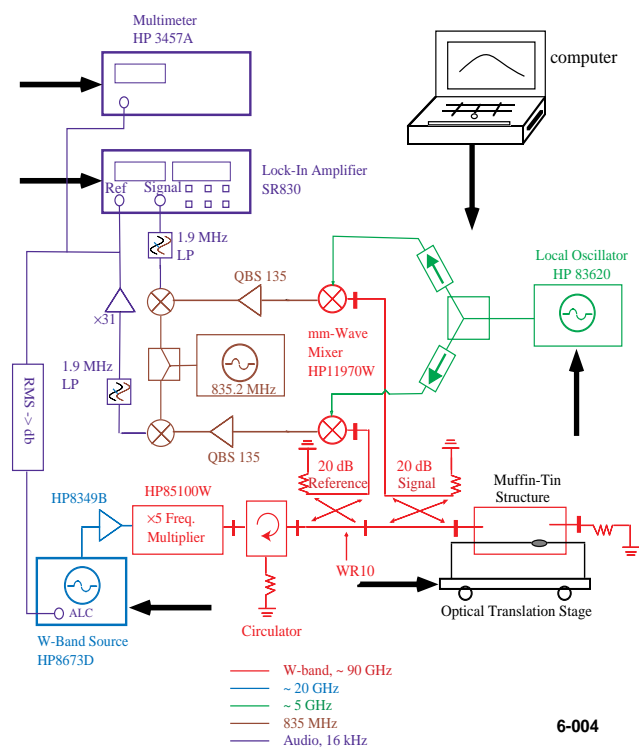 Multimeter
HP 3457A
computer
Lock-In Amplifier
SR830
Ref
Signal
1.9 MHz
LP
QBS 135
Local Oscillator
HP 83620
×31
mm-Wave
Mixer
HP11970W
1.9 MHz
LP
835.2 MHz
RMS -> db
QBS 135
20 dB
Reference
20 dB
Signal
Muffin-Tin
Structure
HP8349B
HP85100W
×5 Freq.
Multiplier
WR10
ALC
Circulator
Optical Translation Stage
W-Band Source
HP8673D
W-band, ~ 90 GHz
~ 20 GHz
~ 5 GHz
835 MHz
Audio, 16 kHz
6-004